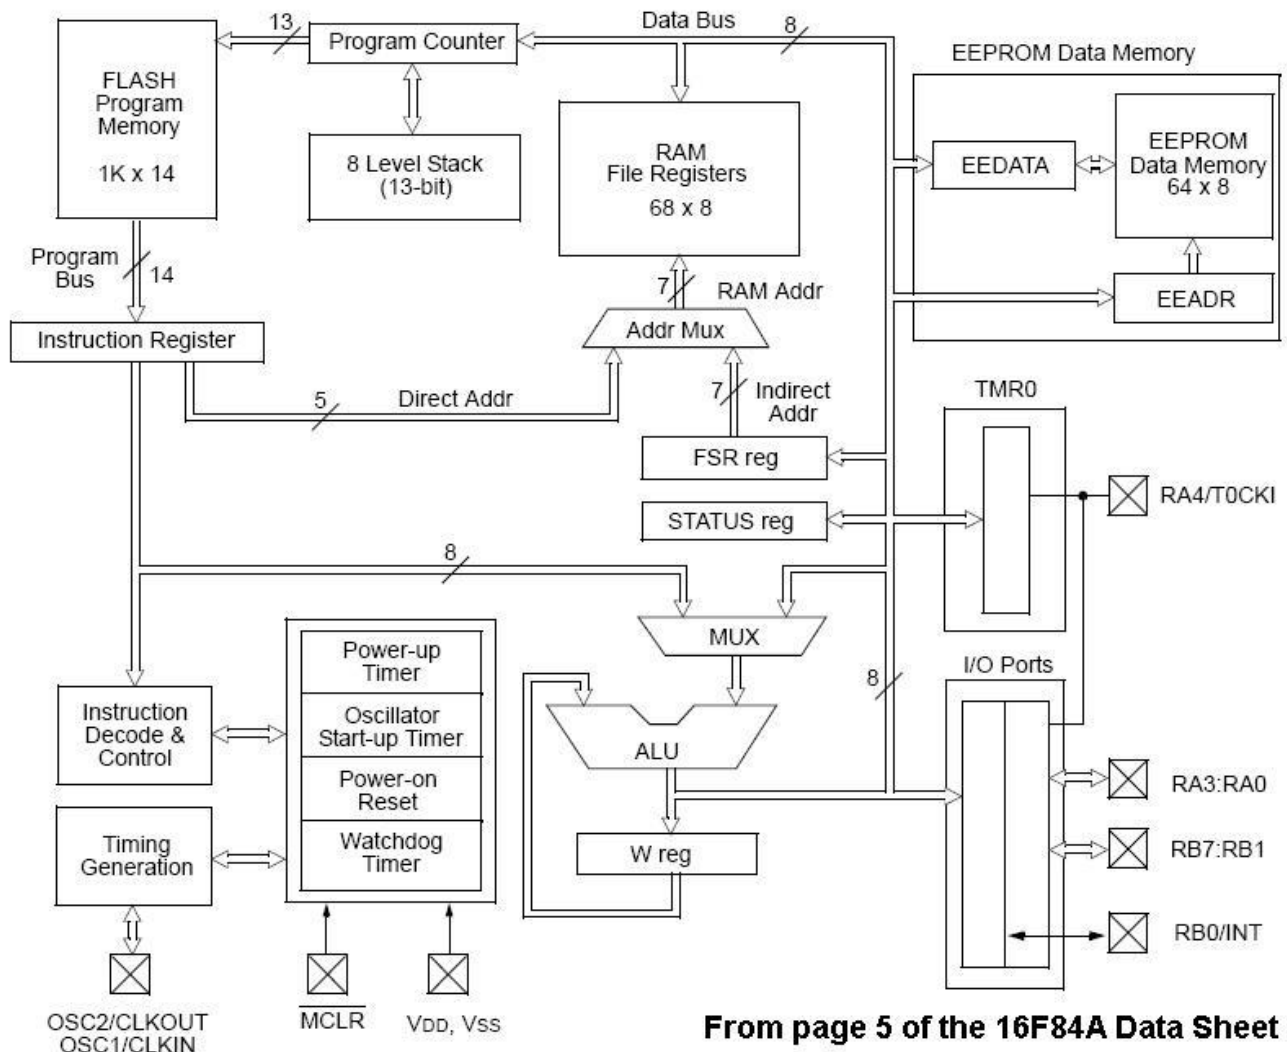 13
Program Counter
Data Bus
8
EEPROM Data Memory
FLASH
Program
Memory
1K x 14
8 Level Stack
(13-bit)
RAM
File Registers
68 x 8
EEDATA
EEPROM
Data Memory
64 x 8
EEADR
Program
Bus
14
7
RAM Addr
Addr Mux
Instruction Register
5
Direct Addr
7
Indirect
Addr
FSR reg
STATUS reg
TMR0
RA4/T0CKI
8
MUX
Power-up
Timer
Oscillator
Start-up Timer
Power-on
Reset
Watchdog
Timer
Instruction
Decode &
Control
Timing
Generation
ALU
W reg
8
I/O Ports
RA3:RA0
RB7:RB1
RB0/INT
OSC2/CLKOUT
OSC1/CLKIN
MCLR
VDD, VSS
From page 5 of the 16F84A Data Sheet